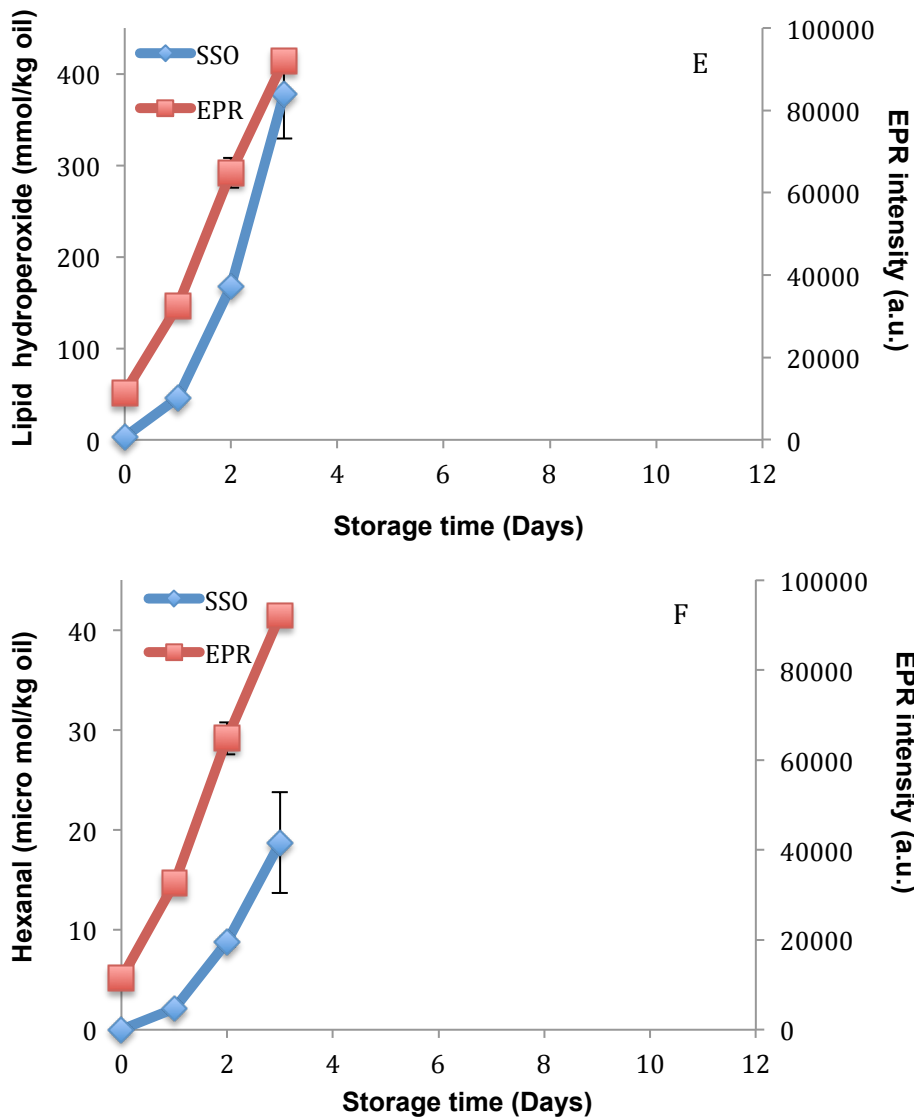 Lipid hydroperoxide (mmol/kg oil)
400
300
200
100
0
SSO
EPR
E
100000
80000
60000
40000
20000
0
EPR intensity (a.u.)
0 2 4 6 8 10 12
Storage time (Days)
Hexanal (micro mol/kg oil)
40
30
20
10
0
SSO
EPR
F
100000
80000
60000
40000
20000
0
EPR intensity (a.u.)
0 2 4 6 8 10 12
Storage time (Days)